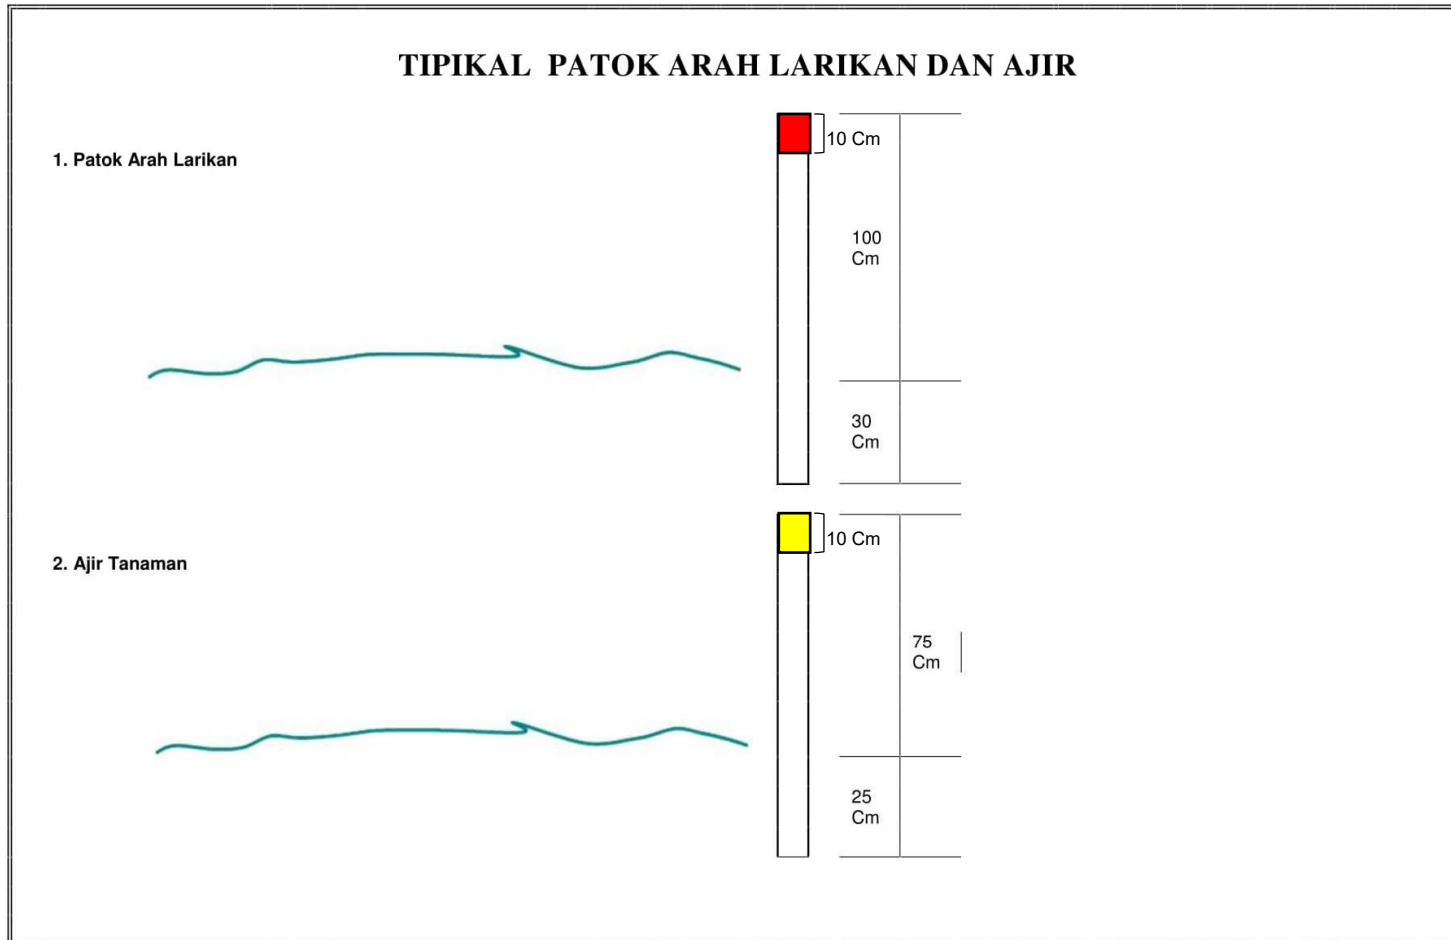 TIPIKAL PATOK ARAH LARIKAN DAN AJIR
10 Cm
1. Patok Arah Larikan
100
Cm
30
Cm
10 Cm
2. Ajir Tanaman
75
Cm
25
Cm